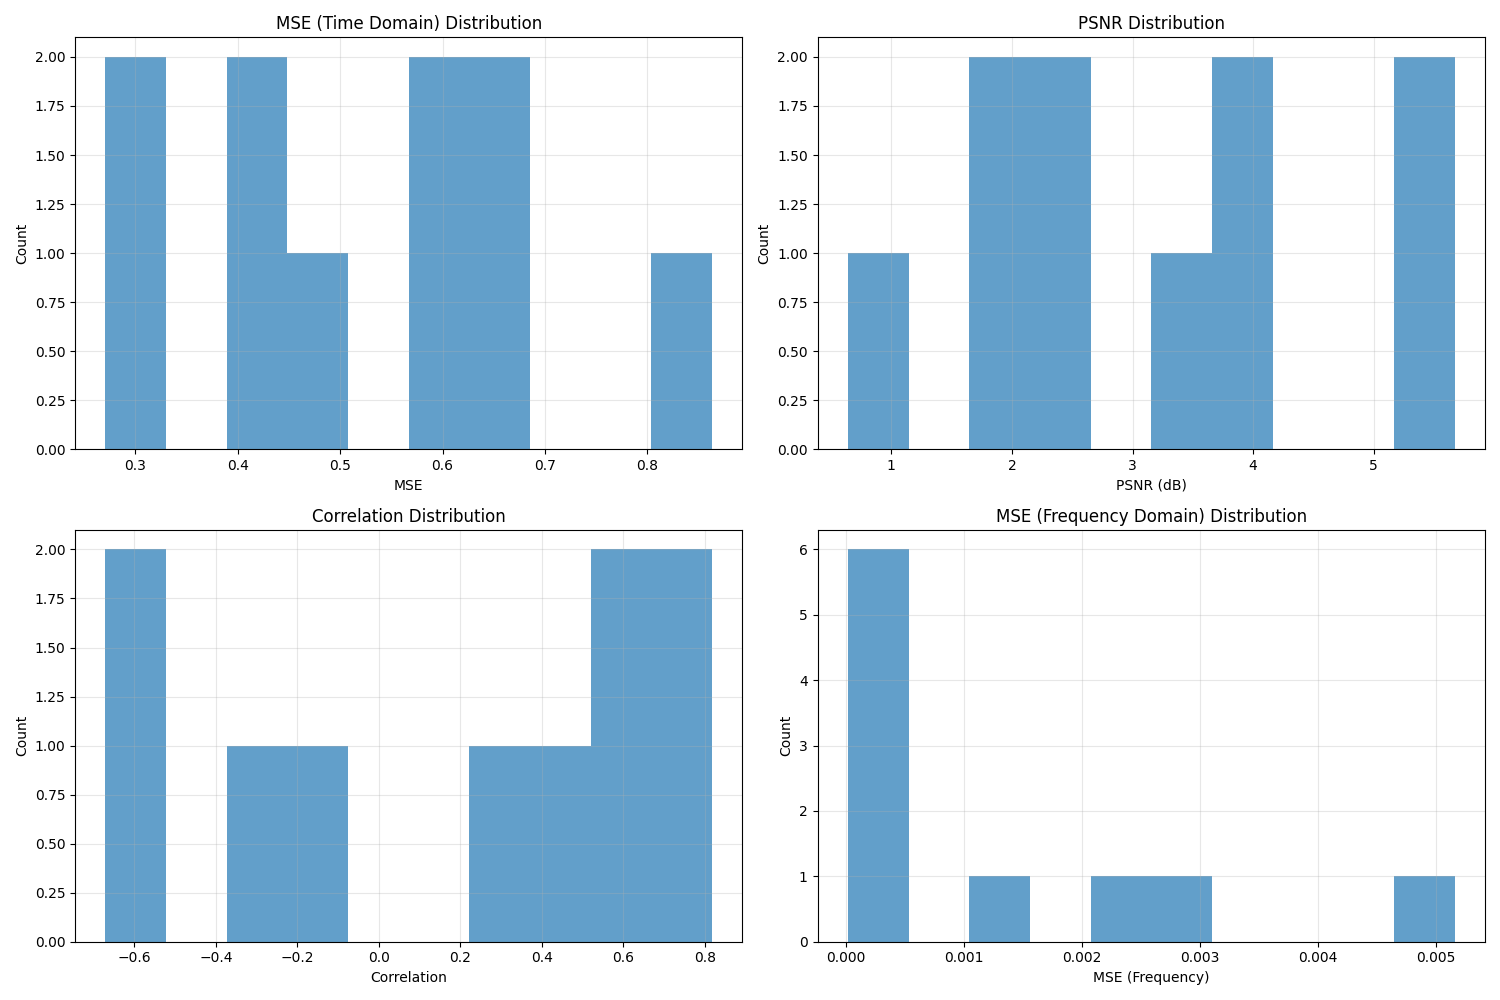 MSE (Time Domain) Distribution
2.00
1.75
1.50
1.25
1.00
0.75
0.50
0.25
0.00
Count
0.3 0.4 0.5 0.6 0.7 0.8
MSE
PSNR Distribution
2.00
1.75
1.50
1.25
1.00
0.75
0.50
0.25
0.00
Count
1 2 3 4 5
PSNR (dB)
Correlation Distribution
2.00
1.75
1.50
1.25
1.00
0.75
0.50
0.25
0.00
Count
−0.6 −0.4 −0.2 0.0 0.2 0.4 0.6 0.8
Correlation
MSE (Frequency Domain) Distribution
6
5
4
3
2
1
0
Count
0.000 0.001 0.002 0.003 0.004 0.005
MSE (Frequency)